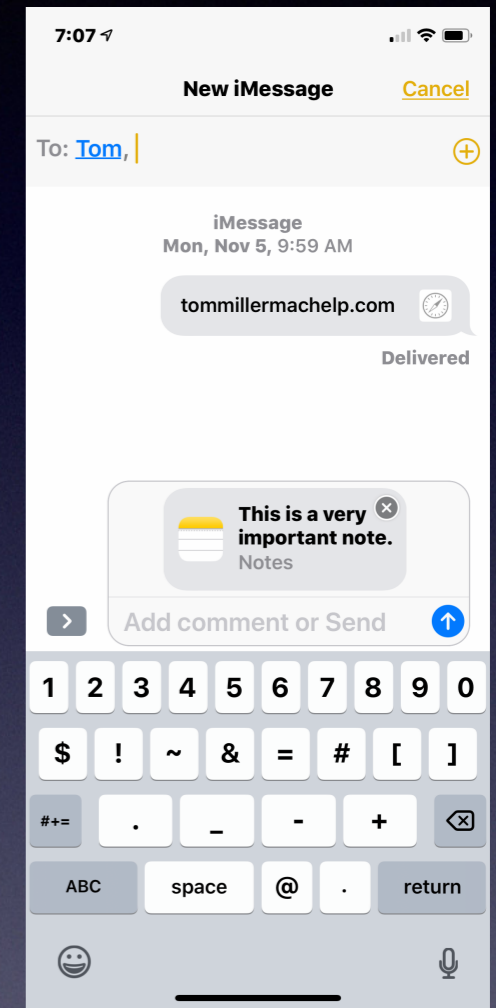 7:07
New iMessage Cancel
To: Tom,
iMessage
Mon, Nov 5, 9:59 AM
tommillermachelp.com
Delivered
This is a very
important note.
Notes
Add comment or Send
1 2 3 4 5 6 7 8 9 0
$ ! ~ & = # [ ]
#+= . _ - +
ABC space @ . return